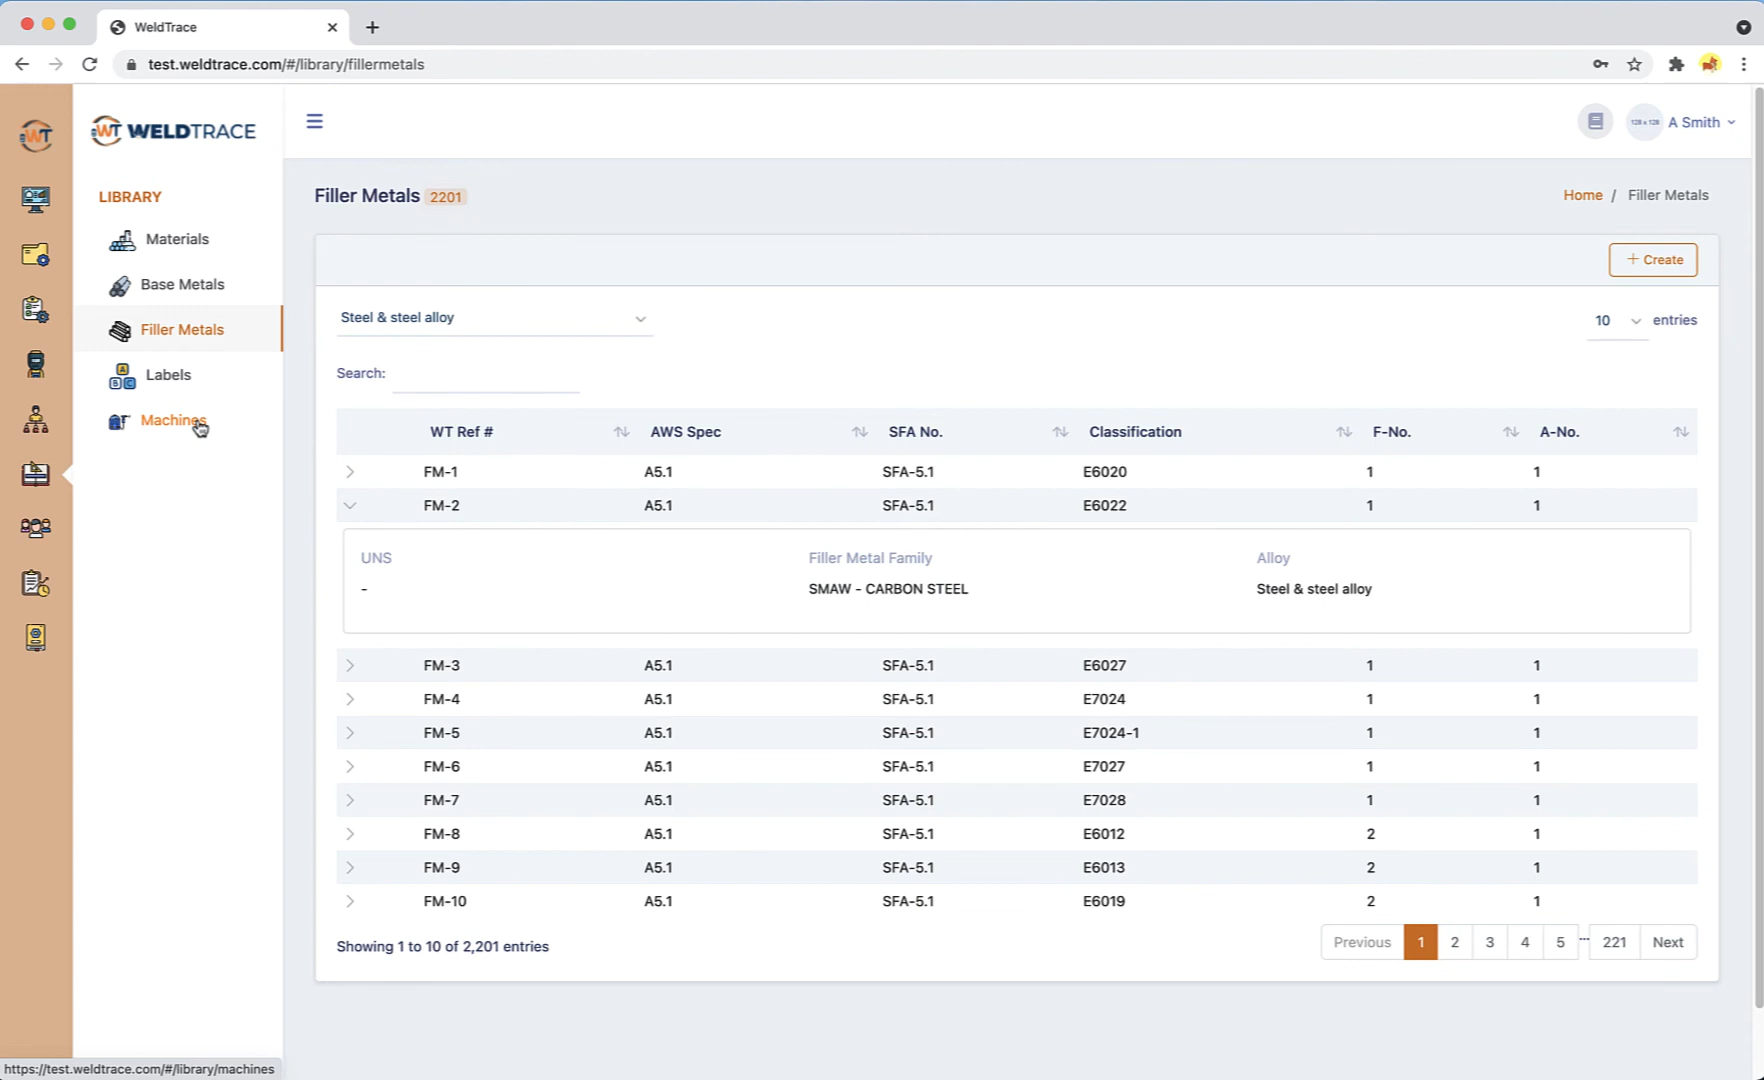 WeldTrace
test.weldtrace.com/#/library/fillermetals
WT
WT WELDTRACE
128 x 128 A Smith
LIBRARY
Materials
Base Metals
Filler Metals
Labels
A
B C
Machines
Filler Metals 2201
Home / Filler Metals
+ Create
Steel & steel alloy
10 entries
Search:
WT Ref # AWS Spec SFA No. Classification F-No. A-No.
FM-1 A5.1 SFA-5.1 E6020 1 1
FM-2 A5.1 SFA-5.1 E6022 1 1
UNS Filler Metal Family Alloy
- SMAW - CARBON STEEL Steel & steel alloy
FM-3 A5.1 SFA-5.1 E6027 1 1
FM-4 A5.1 SFA-5.1 E7024 1 1
FM-5 A5.1 SFA-5.1 E7024-1 1 1
FM-6 A5.1 SFA-5.1 E7027 1 1
FM-7 A5.1 SFA-5.1 E7028 1 1
FM-8 A5.1 SFA-5.1 E6012 2 1
FM-9 A5.1 SFA-5.1 E6013 2 1
FM-10 A5.1 SFA-5.1 E6019 2 1
Showing 1 to 10 of 2,201 entries
Previous 1 2 3 4 5 ... 221 Next
https://test.weldtrace.com/#/library/machines